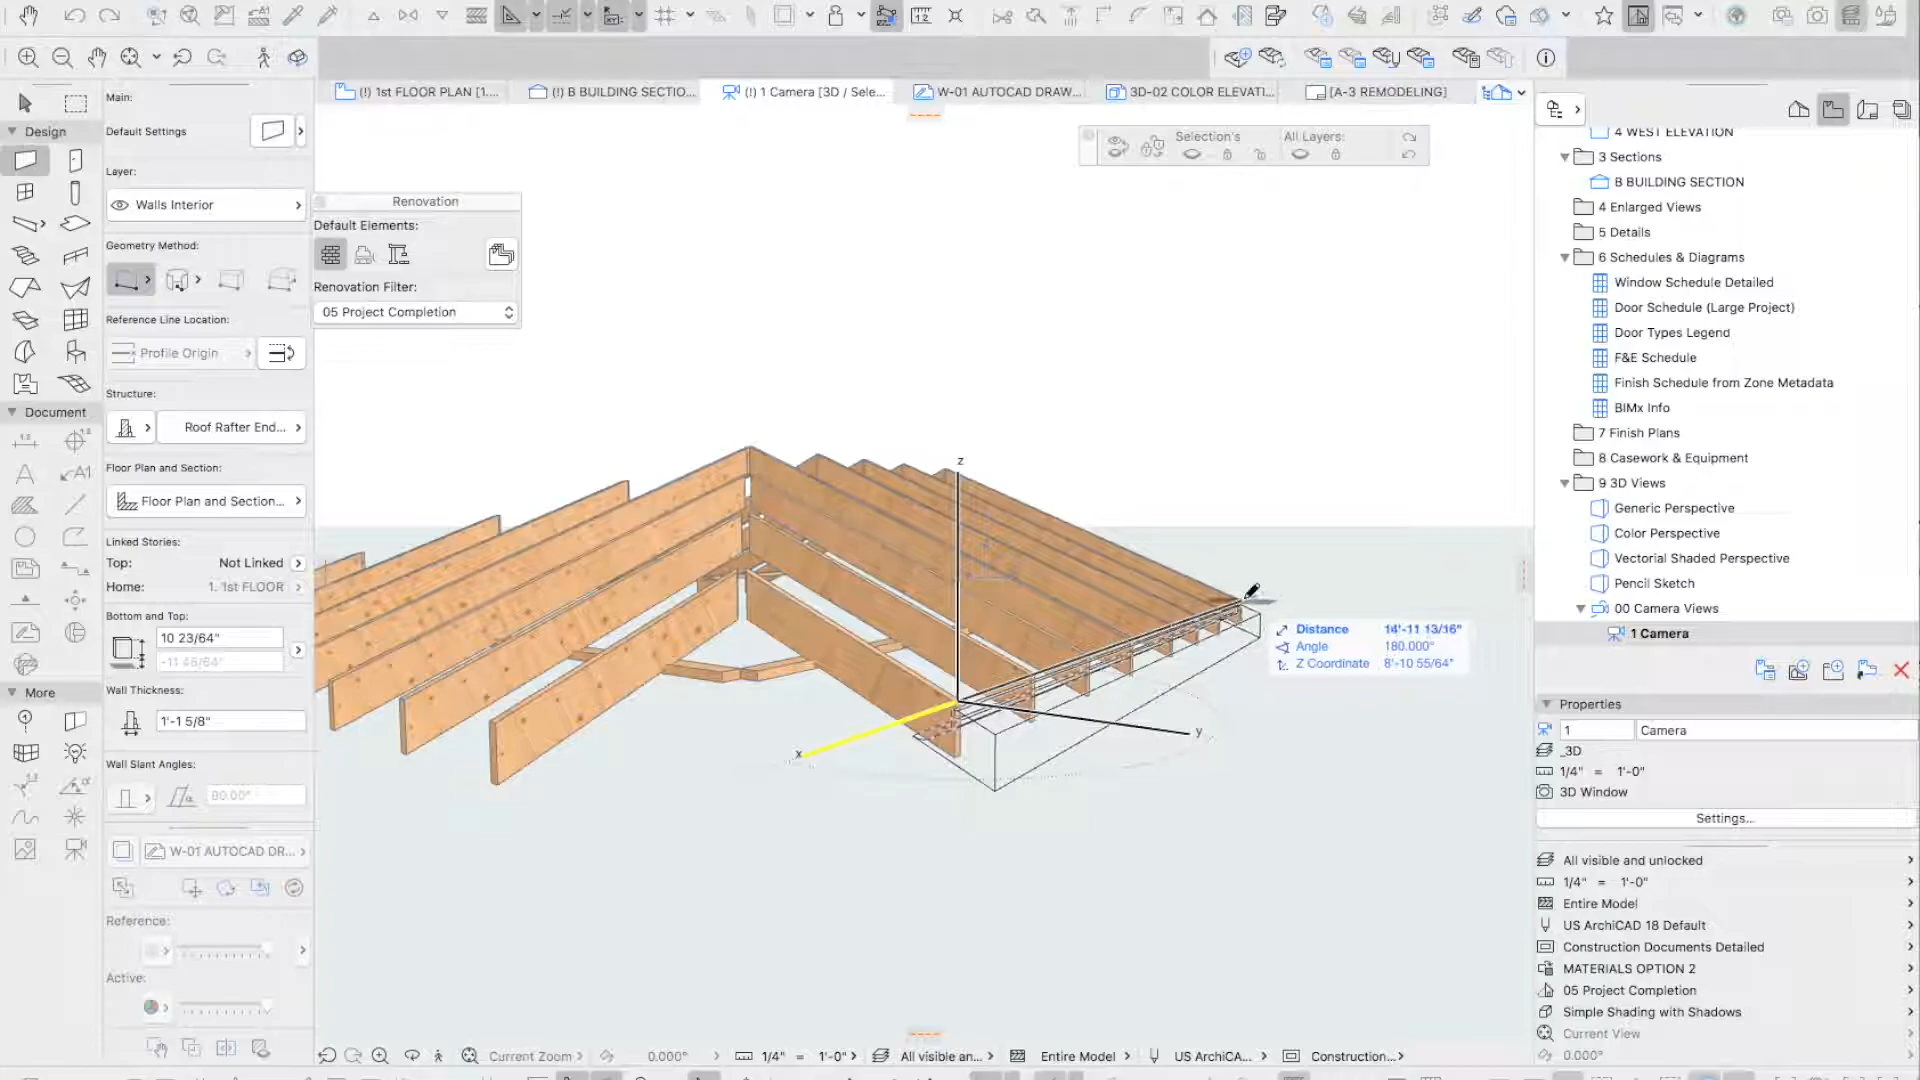 (!) 1st FLOOR PLAN [1....
(!) B BUILDING SECTIO...
(!) 1 Camera [3D / Sele...
W-01 AUTOCAD DRAW...
3D-02 COLOR ELEVATI...
[A-3 REMODELING]
Main:
Default Settings
Design
Layer:
Walls Interior
Geometry Method:
Reference Line Location:
Profile Origin
Structure:
Roof Rafter End...
Document
Floor Plan and Section:
Floor Plan and Section...
Linked Stories:
Top:
Not Linked
Home:
1. 1st FLOOR
Bottom and Top:
10 23/64"
More
Wall Thickness:
1'-1 5/8"
Wall Slant Angles:
80.00°
W-01 AUTOCAD DR...
Reference:
Active:
Renovation
Default Elements:
Renovation Filter:
05 Project Completion
Selection's
All Layers:
z
x
y
Distance 14'-11 13/16"
Angle 180.000°
Z Coordinate 8'-10 55/64"
4 WEST ELEVATION
3 Sections
B BUILDING SECTION
4 Enlarged Views
5 Details
6 Schedules & Diagrams
Window Schedule Detailed
Door Schedule (Large Project)
Door Types Legend
F&E Schedule
Finish Schedule from Zone Metadata
BIMx Info
7 Finish Plans
8 Casework & Equipment
9 3D Views
Generic Perspective
Color Perspective
Vectorial Shaded Perspective
Pencil Sketch
00 Camera Views
1 Camera
Properties
1
Camera
_3D
1/4" = 1'-0"
3D Window
Settings...
All visible and unlocked
1/4" = 1'-0"
Entire Model
US ArchiCAD 18 Default
Construction Documents Detailed
MATERIALS OPTION 2
05 Project Completion
Simple Shading with Shadows
Current View
0.000°
Current Zoom
0.000°
1/4" = 1'-0"
All visible an...
Entire Model
US ArchiCA...
Construction...